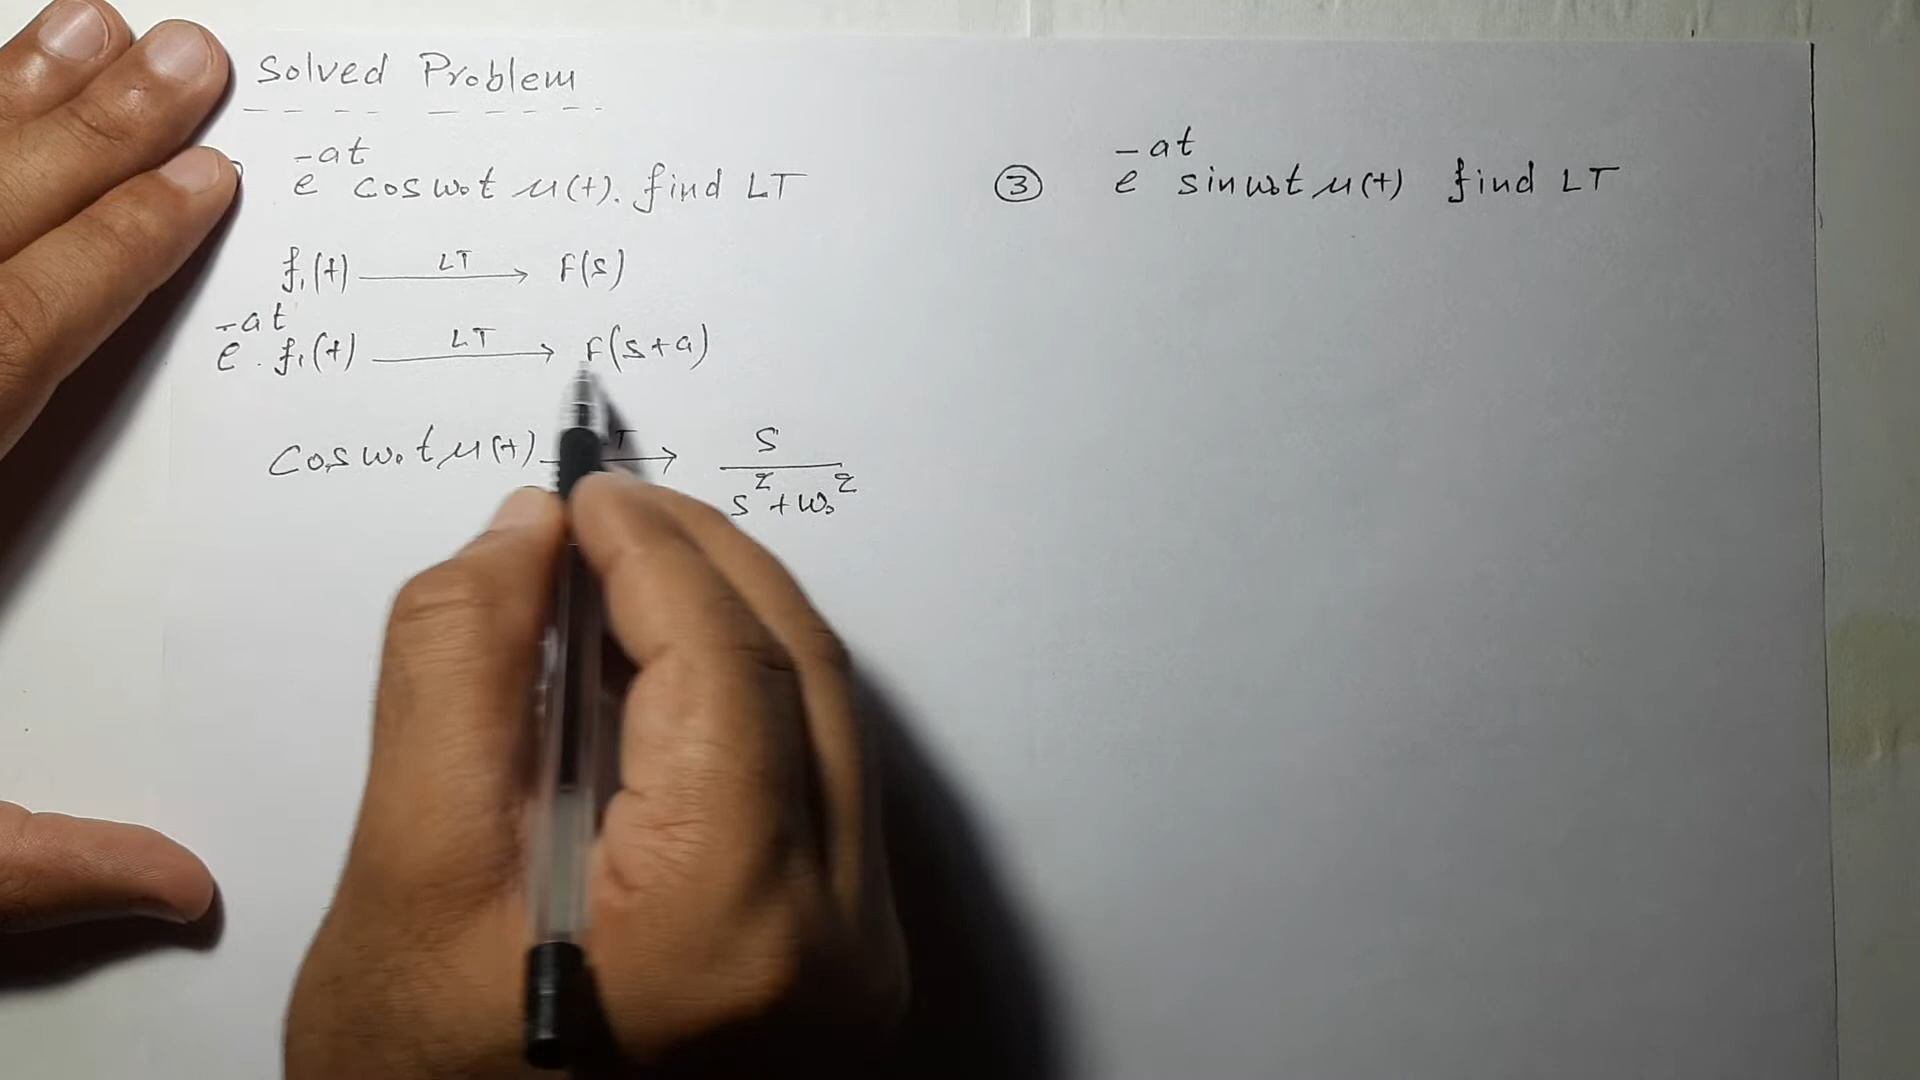 Solved Problem
e^-at cos ω₀t u(t). find LT
f₁(t) LT→ F(s)
e^-at . f₁(t) LT→ F(s+a)
Cos ω₀t u(t) → s/(s²+ω₀²)
③ e^-at sin ω₀t u(t) find LT